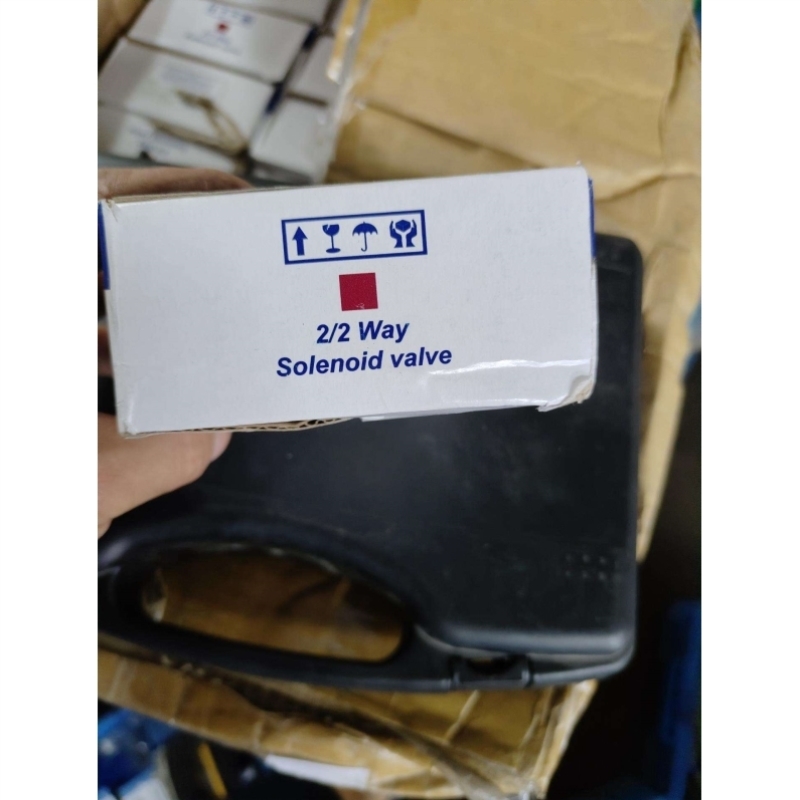 2/2 Way
Solenoid valve